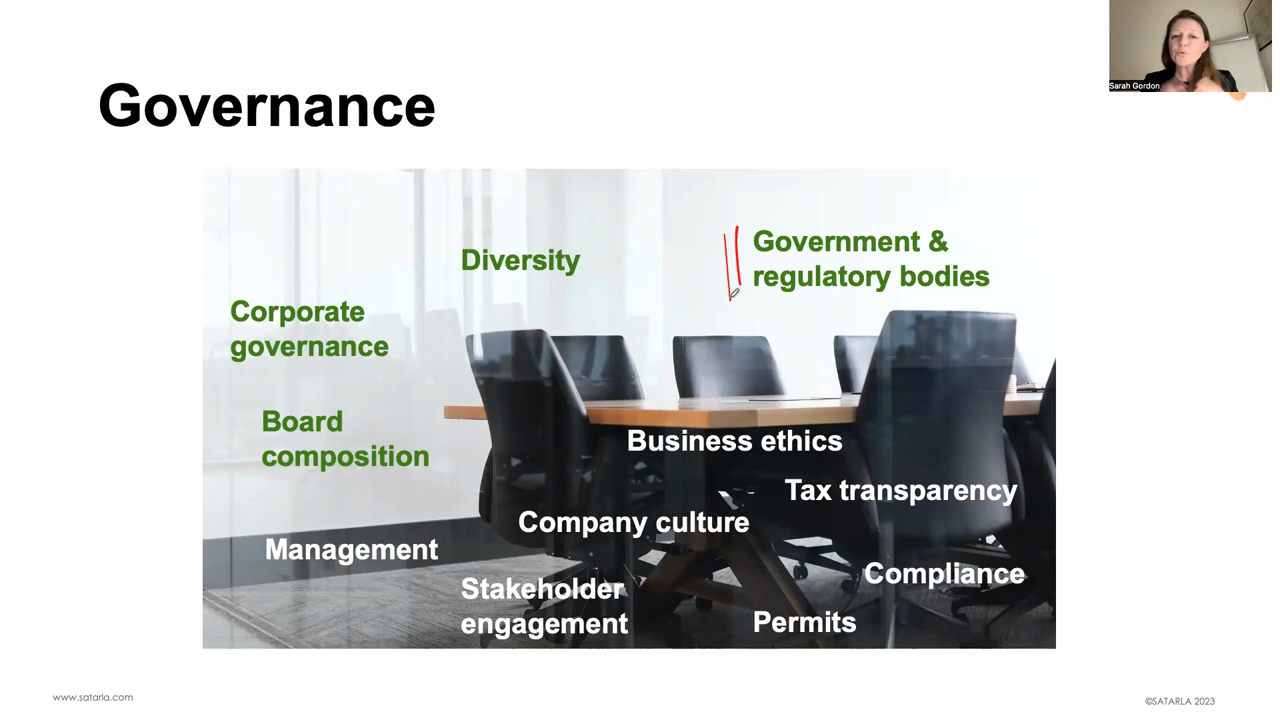 Sarah Gordon
Governance
Diversity
Government &
regulatory bodies
Corporate
governance
Board
composition
Business ethics
Tax transparency
Company culture
Management
Compliance
Stakeholder
engagement
Permits
www.satarla.com
©SATARLA 2023